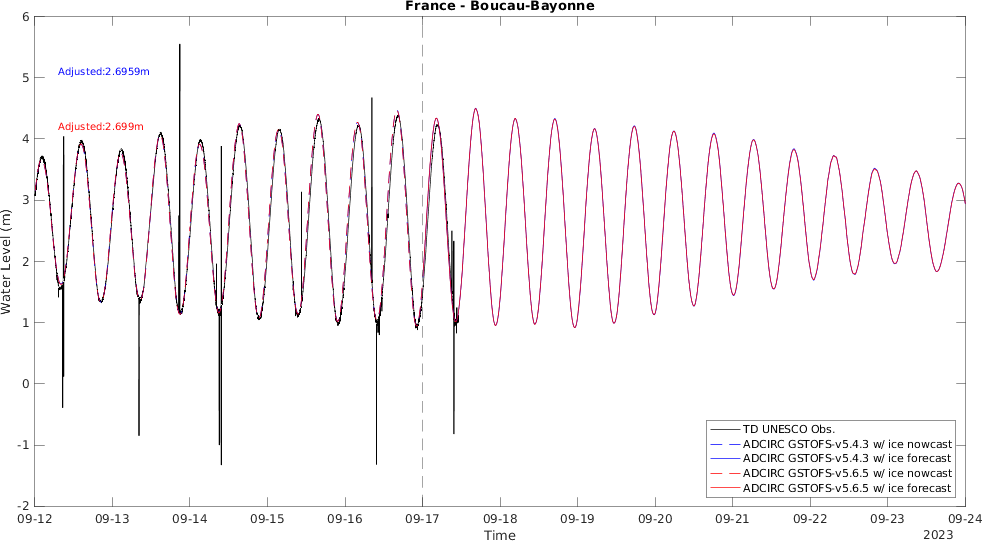 France - Boucau-Bayonne
6
5
4
3
2
1
0
-1
-2
Water Level (m)
Adjusted:2.6959m
Adjusted:2.699m
TD UNESCO Obs.
ADCIRC GSTOFS-v5.4.3 w/ ice nowcast
ADCIRC GSTOFS-v5.4.3 w/ ice forecast
ADCIRC GSTOFS-v5.6.5 w/ ice nowcast
ADCIRC GSTOFS-v5.6.5 w/ ice forecast
09-12 09-13 09-14 09-15 09-16 09-17 09-18 09-19 09-20 09-21 09-22 09-23 09-24
Time
2023